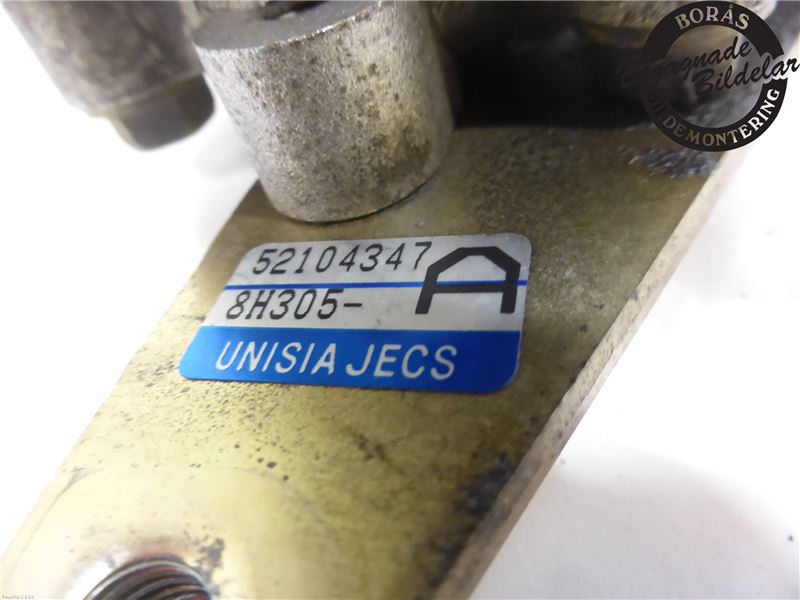 BORÅS
Begagnade
Bildelar
BILDEMONTERING
52104347
A
8H305-
UNISIA JECS